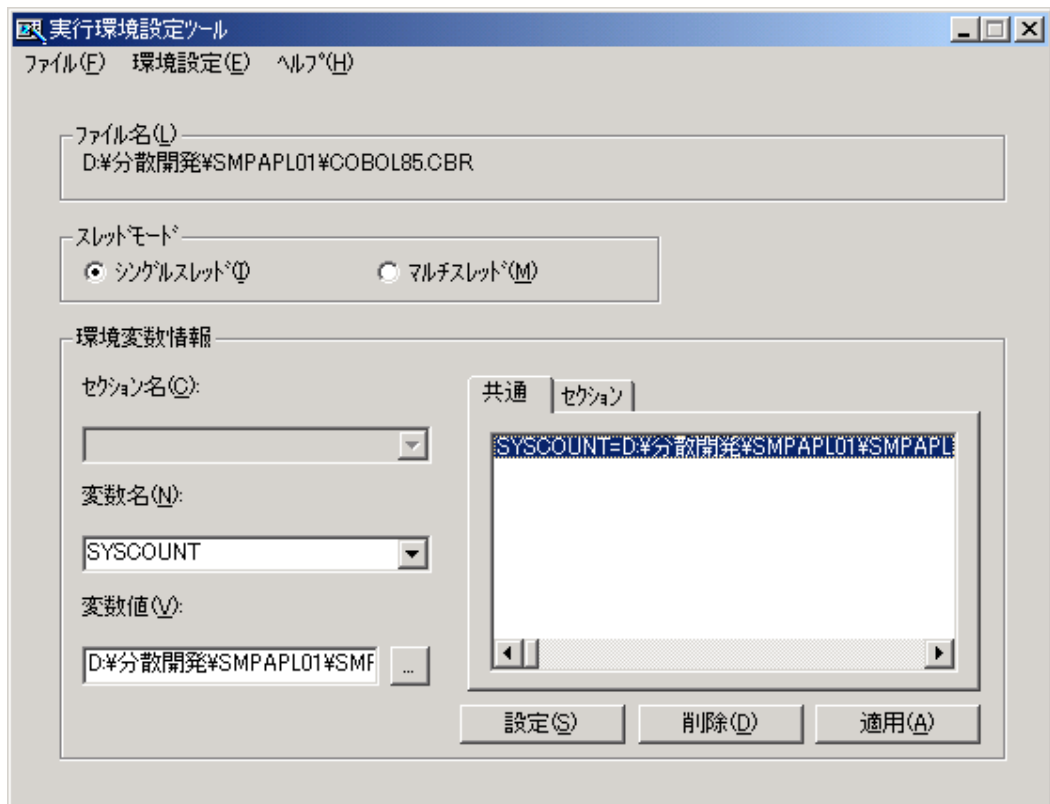 実行環境設定ツール
ファイル(F) 環境設定(E) ヘルプ(H)
ファイル名(L)
D:¥分散開発¥SMPAPL01¥COBOL85.CBR
スレッドモード
シングルスレッド(I) マルチスレッド(M)
環境変数情報
セクション名(C):
共通 セクション
SYSCOUNT=D:¥分散開発¥SMPAPL01¥SMPAPL
変数名(N):
SYSCOUNT
変数値(V):
D:¥分散開発¥SMPAPL01¥SMF
...
設定(S) 削除(D) 適用(A)